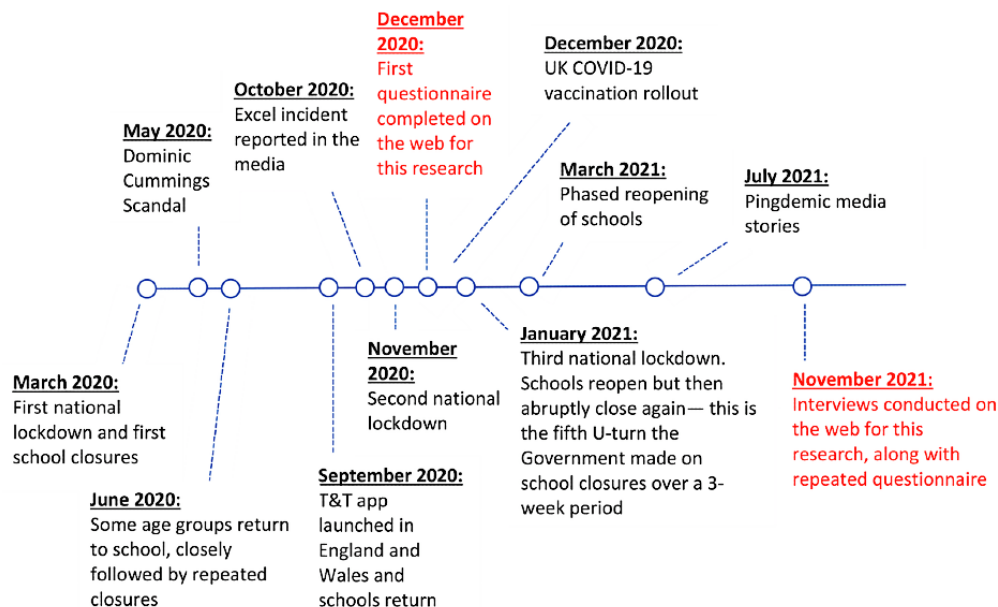 December
2020:
First
questionnaire
completed on
the web for
this research
December 2020:
UK COVID-19
vaccination rollout
October 2020:
Excel incident
reported in the
media
May 2020:
Dominic
Cummings
Scandal
March 2021:
Phased reopening
of schools
July 2021:
Pingdemic media
stories
March 2020:
First national
lockdown and first
school closures
June 2020:
Some age groups return
to school, closely
followed by repeated
closures
September 2020:
T&T app
launched in
England and
Wales and
schools return
November
2020:
Second national
lockdown
January 2021:
Third national lockdown.
Schools reopen but then
abruptly close again— this is
the fifth U-turn the
Government made on
school closures over a 3-
week period
November 2021:
Interviews conducted on
the web for this
research, along with
repeated questionnaire